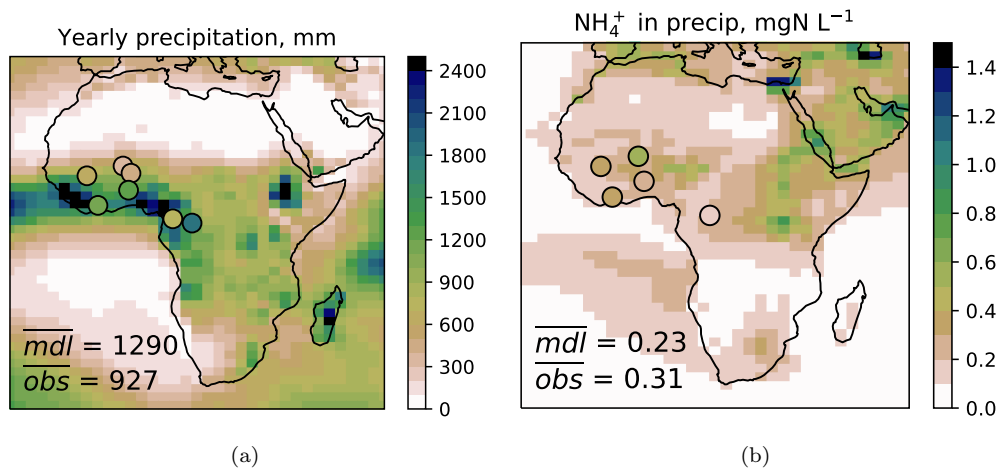 Yearly precipitation, mm
mdl = 1290
obs = 927
2400
2100
1800
1500
1200
900
600
300
0
(a)
NH₄⁺ in precip, mgN L⁻¹
mdl = 0.23
obs = 0.31
1.4
1.2
1.0
0.8
0.6
0.4
0.2
0.0
(b)